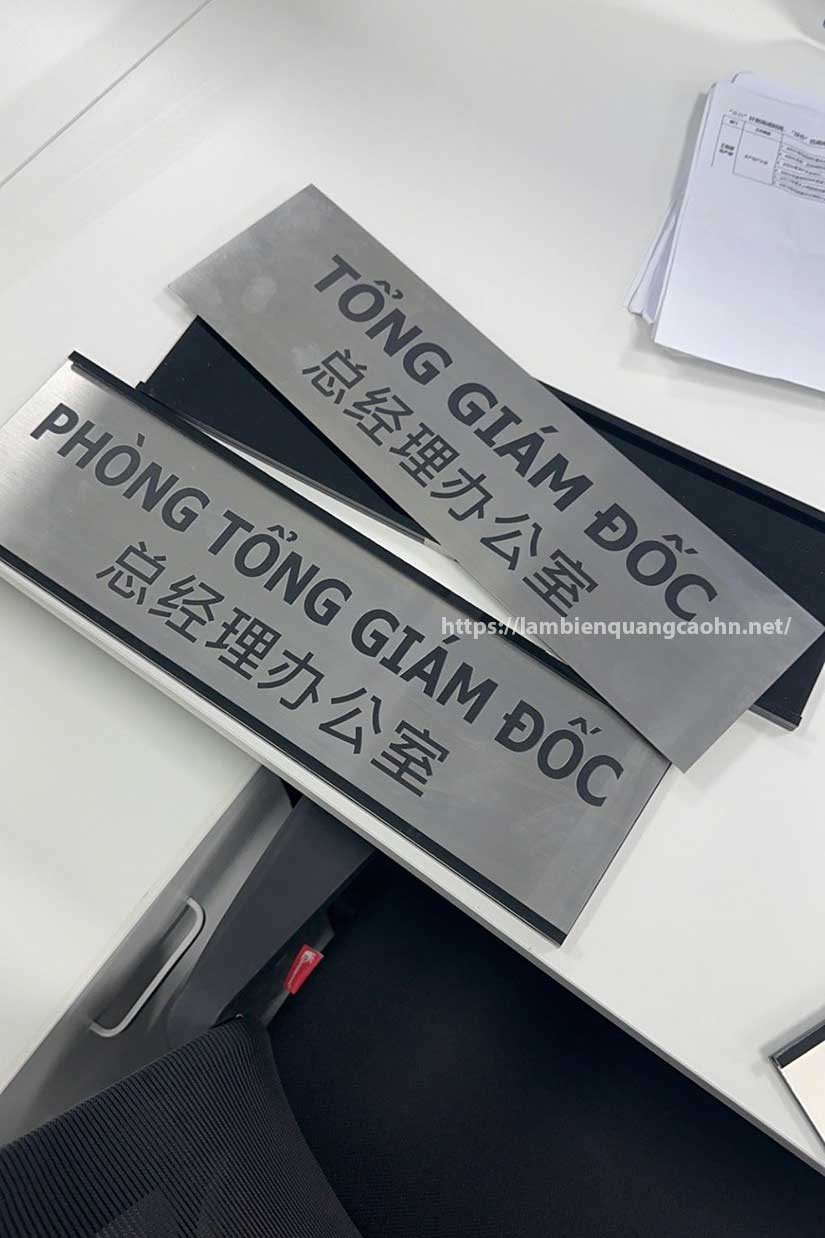 TỔNG GIÁM ĐỐC
总经理办公室
PHÒNG TỔNG GIÁM ĐỐC
总经理办公室
https://lambienquangcaohn.net/